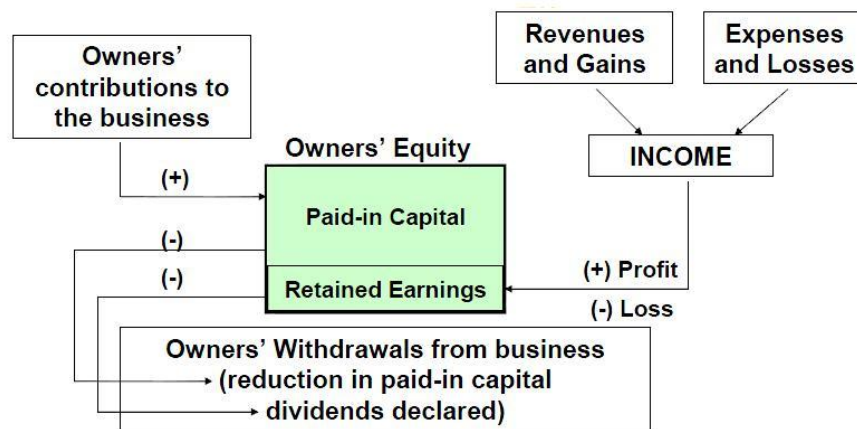 Owners’
contributions to
the business
Revenues
and Gains
Expenses
and Losses
INCOME
Owners’ Equity
(+)
Paid-in Capital
(-)
(-)
Retained Earnings
(+) Profit
(-) Loss
Owners’ Withdrawals from business
(reduction in paid-in capital
dividends declared)